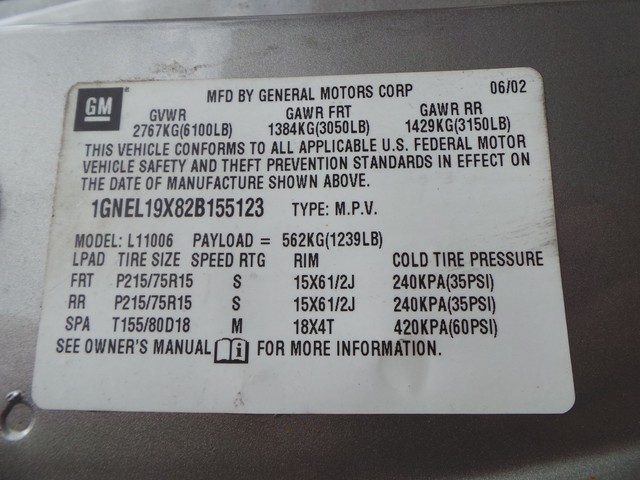 GM
MFD BY GENERAL MOTORS CORP 06/02
GVWR GAWR FRT GAWR RR
2767KG(6100LB) 1384KG(3050LB) 1429KG(3150LB)
THIS VEHICLE CONFORMS TO ALL APPLICABLE U.S. FEDERAL MOTOR
VEHICLE SAFETY AND THEFT PREVENTION STANDARDS IN EFFECT ON
THE DATE OF MANUFACTURE SHOWN ABOVE.
1GNEL19X82B155123 TYPE: M.P.V.
MODEL: L11006 PAYLOAD = 562KG(1239LB)
LPAD TIRE SIZE SPEED RTG RIM COLD TIRE PRESSURE
FRT P215/75R15 S 15X61/2J 240KPA(35PSI)
RR P215/75R15 S 15X61/2J 240KPA(35PSI)
SPA T155/80D18 M 18X4T 420KPA(60PSI)
SEE OWNER'S MANUAL i FOR MORE INFORMATION.